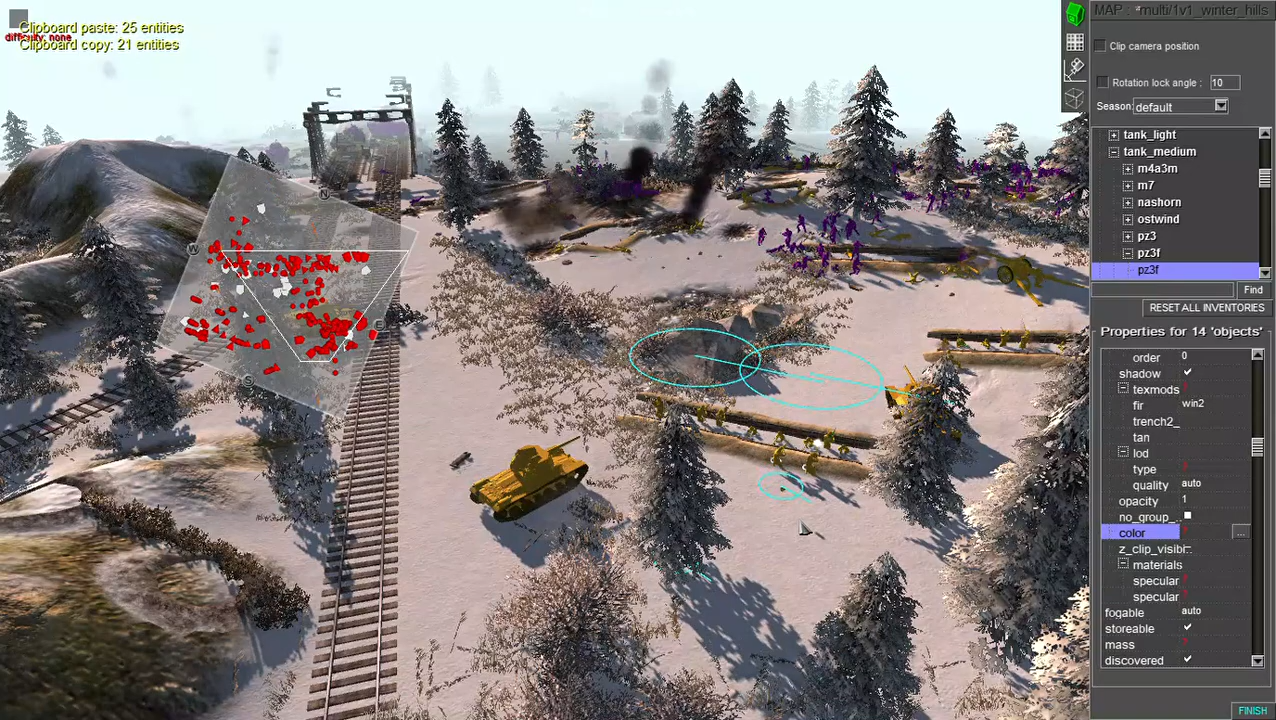 Clipboard paste: 25 entities
difficulty: none
Clipboard copy: 21 entities
N
W
E
S
MAP : "multi/1v1_winter_hills
Clip camera position
Rotation lock angle : 10
Season: default
tank_light
tank_medium
m4a3m
m7
nashorn
ostwind
pz3
pz3f
pz3f
Find
RESET ALL INVENTORIES
Properties for 14 'objects'
order 0
shadow
texmods
fir win2
trench2_
tan
lod
type ?
quality auto
opacity 1
no_group_
color ...
z_clip_visibi
materials
specular ?
specular ?
fogable auto
storeable
mass ?
discovered
FINISH